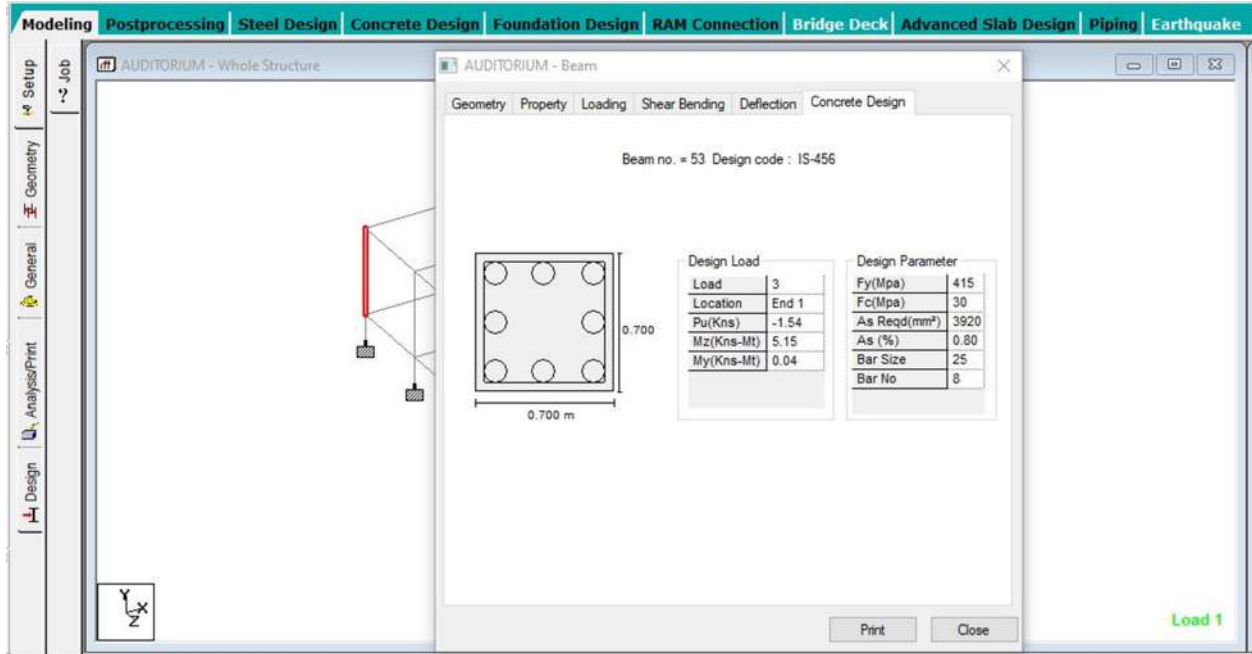 Modeling Postprocessing Steel Design Concrete Design Foundation Design RAM Connection Bridge Deck Advanced Slab Design Piping Earthquake
Setup
Geometry
General
Analysis/Print
Design
Job
?
AUDITORIUM - Whole Structure
AUDITORIUM - Beam
Geometry Property Loading Shear Bending Deflection Concrete Design
Beam no. = 53 Design code : IS-456
0.700
0.700 m
Design Load
Load 3
Location End 1
Pu(Kns) -1.54
Mz(Kns-Mt) 5.15
My(Kns-Mt) 0.04
Design Parameter
Fy(Mpa) 415
Fc(Mpa) 30
As Reqd(mm²) 3920
As (%) 0.80
Bar Size 25
Bar No 8
Y
X
Z
Print Close
Load 1